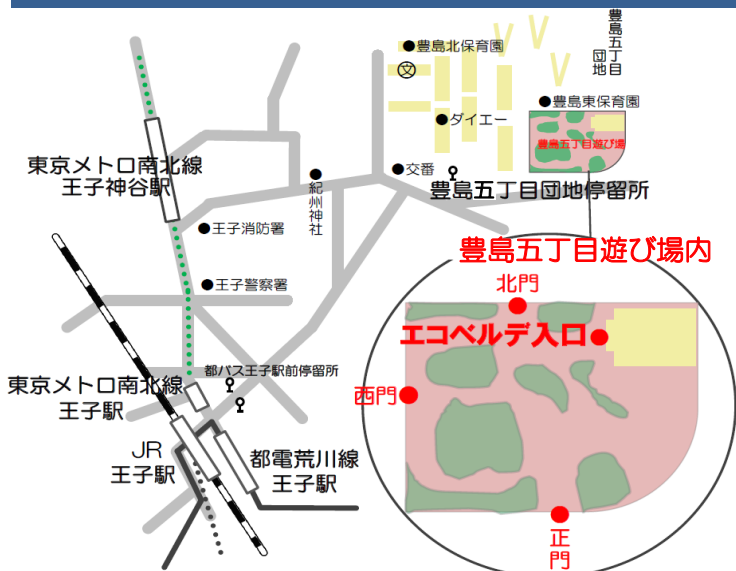 豊島北保育園
文
豊島五丁目
団地
豊島東保育園
ダイエー
豊島五丁目遊び場
交番
豊島五丁目団地停留所
東京メトロ南北線
王子神谷駅
紀州神社
王子消防署
王子警察署
豊島五丁目遊び場内
北門
エコベルデ入口
西門
正門
都バス王子駅前停留所
東京メトロ南北線
王子駅
JR
王子駅
都電荒川線
王子駅